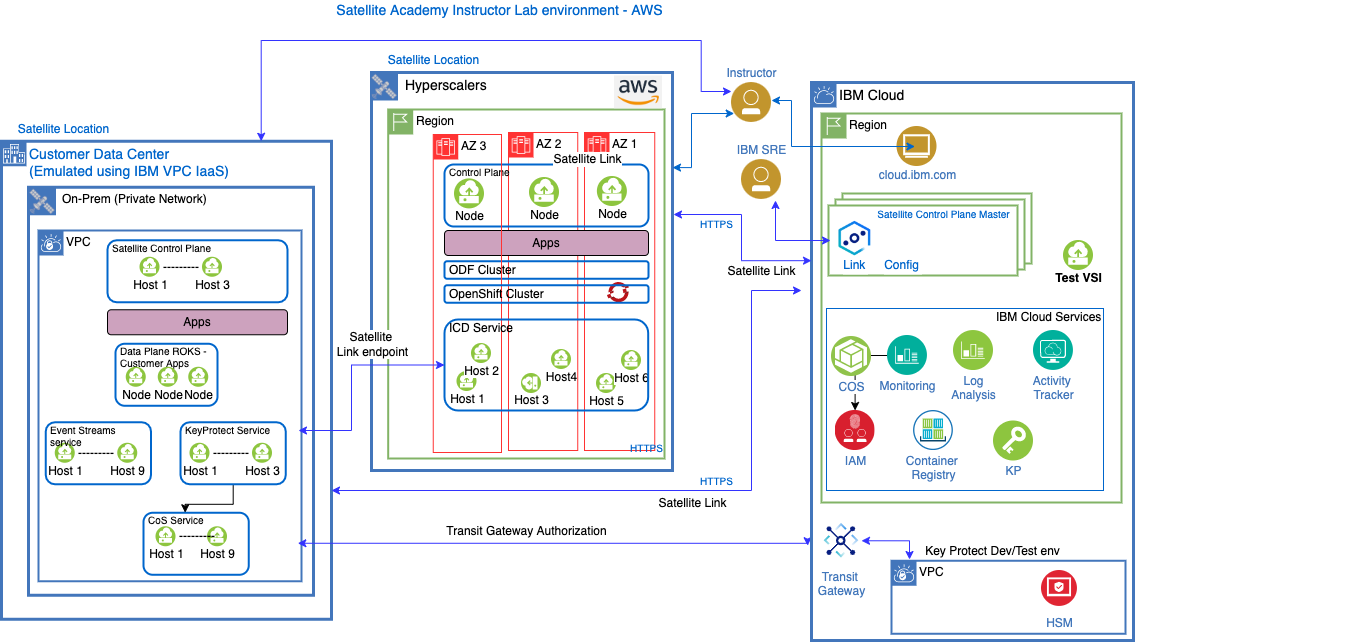 Satellite Academy Instructor Lab environment - AWS
Satellite Location
Customer Data Center
(Emulated using IBM VPC IaaS)
On-Prem (Private Network)
VPC
Satellite Control Plane
Host 1
Host 3
Apps
Data Plane ROKS -
Customer Apps
Node
Node
Node
Event Streams
service
Host 1
Host 9
KeyProtect Service
Host 1
Host 3
CoS Service
Host 1
Host 9
Satellite Location
Hyperscalers
aws
Region
AZ 3
AZ 2
AZ 1
Satellite Link
Control Plane
Node
Node
Node
Apps
ODF Cluster
OpenShift Cluster
ICD Service
Host 2
Host4
Host 6
Host 1
Host 3
Host 5
HTTPS
Satellite
Link endpoint
Instructor
IBM SRE
HTTPS
Satellite Link
HTTPS
Satellite Link
Transit Gateway Authorization
IBM Cloud
Region
cloud.ibm.com
Satellite Control Plane Master
Link
Config
Test VSI
IBM Cloud Services
COS
Monitoring
Log
Analysis
Activity
Tracker
IAM
Container
Registry
KP
Transit
Gateway
Key Protect Dev/Test env
VPC
HSM